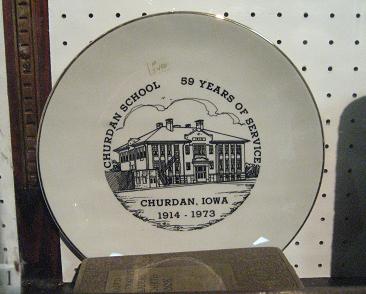 CHURDAN SCHOOL 59 YEARS OF SERVICE
CHURDAN, IOWA
1914 - 1973